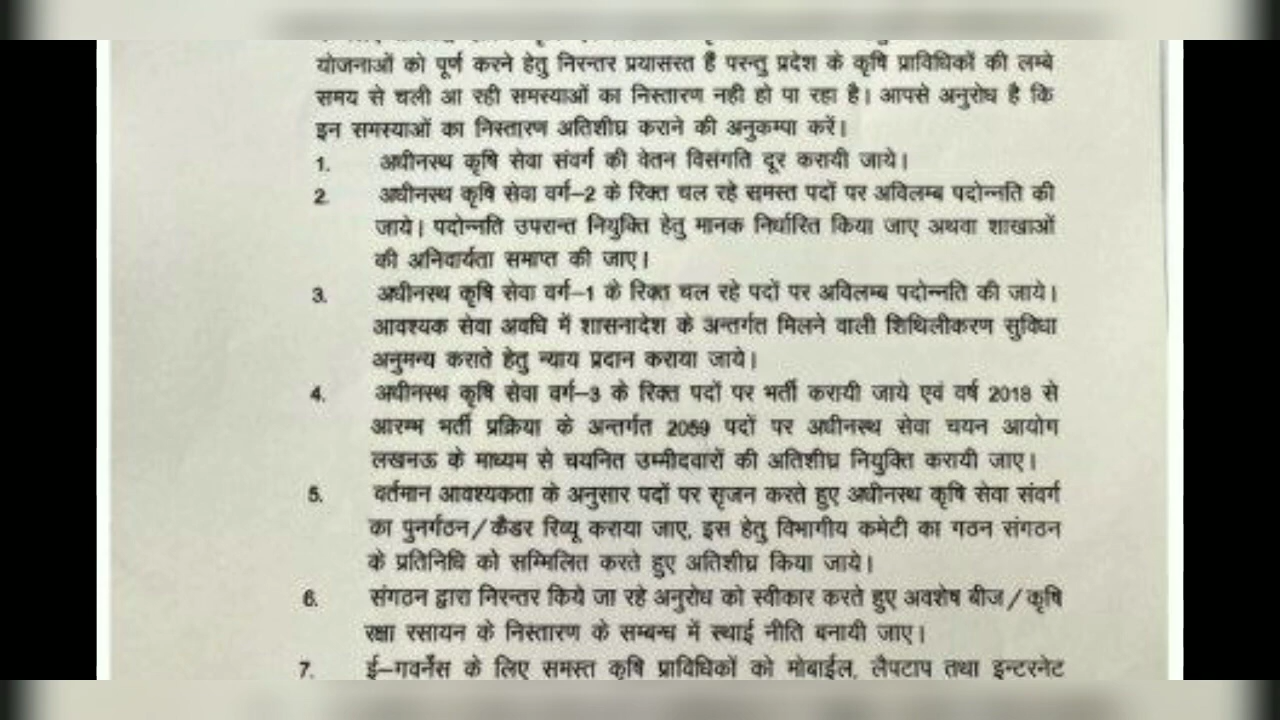 योजनाओं को पूर्ण करने हेतु निरन्तर प्रयासरत है परन्तु प्रदेश के कृषि प्राविधिकों की लम्बे
समय से चली आ रही समस्याओं का निस्तारण नही हो पा रहा है। आपसे अनुरोध है कि
इन समस्याओं का निस्तारण अतिशीघ्र कराने की अनुकम्पा करें।
1. अधीनस्थ कृषि सेवा संवर्ग की वेतन विसंगति दूर करायी जाये।
2. अधीनस्थ कृषि सेवा वर्ग–2 के रिक्त चल रहे समस्त पदों पर अविलम्ब पदोन्नति की
जाये। पदोन्नति उपरान्त नियुक्ति हेतु मानक निर्धारित किया जाए अथवा शाखाओं
की अनिवार्यता समाप्त की जाए।
3. अधीनस्थ कृषि सेवा वर्ग–1 के रिक्त चल रहे पदों पर अविलम्ब पदोन्नति की जाये।
आवश्यक सेवा अवधि में शासनादेश के अन्तर्गत मिलने वाली शिथिलीकरण सुविधा
अनुमन्य कराते हेतु न्याय प्रदान कराया जाये।
4. अधीनस्थ कृषि सेवा वर्ग–3 के रिक्त पदों पर भर्ती करायी जाये एवं वर्ष 2018 से
आरम्भ भर्ती प्रक्रिया के अन्तर्गत 2059 पदों पर अधीनस्थ सेवा चयन आयोग
लखनऊ के माध्यम से चयनित उम्मीदवारों की अतिशीघ्र नियुक्ति करायी जाए।
5. वर्तमान आवश्यकता के अनुसार पदों पर सृजन करते हुए अधीनस्थ कृषि सेवा संवर्ग
का पुनर्गठन/कैडर रिव्यू कराया जाए, इस हेतु विभागीय कमेटी का गठन संगठन
के प्रतिनिधि को सम्मिलित करते हुए अतिशीघ्र किया जाये।
6. संगठन द्वारा निरन्तर किये जा रहे अनुरोध को स्वीकार करते हुए अवशेष बीज/कृषि
रक्षा रसायन के निस्तारण के सम्बन्ध में स्थाई नीति बनायी जाए।
7. ई–गवर्नेंस के लिए समस्त कृषि प्राविधिकों को मोबाईल, लैपटाप तथा इन्टरनेट